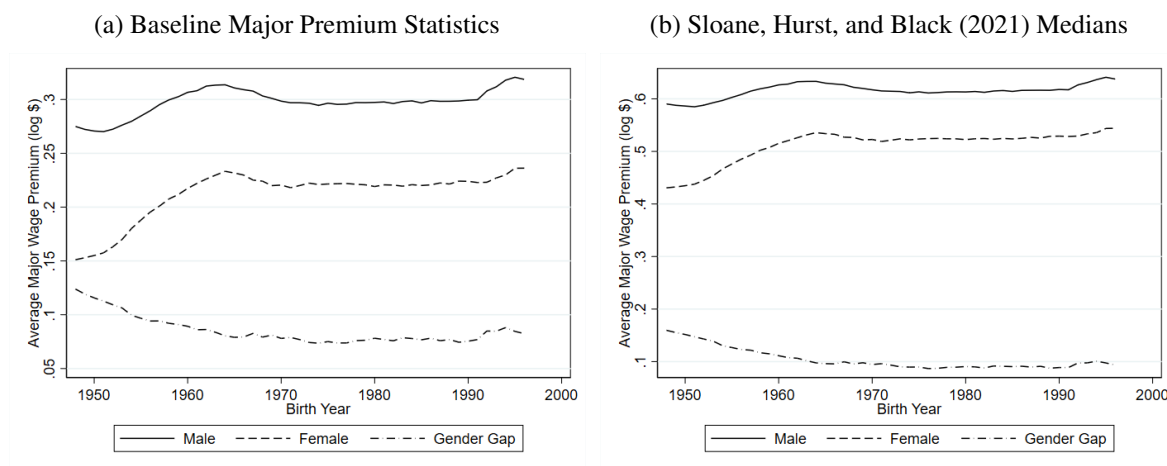 (a) Baseline Major Premium Statistics
Average Major Wage Premium (log $)
.3
.25
.2
.15
.1
.05
1950 1960 1970 1980 1990 2000
Birth Year
Male Female Gender Gap
(b) Sloane, Hurst, and Black (2021) Medians
Average Major Wage Premium (log $)
.6
.5
.4
.3
.2
.1
1950 1960 1970 1980 1990 2000
Birth Year
Male Female Gender Gap